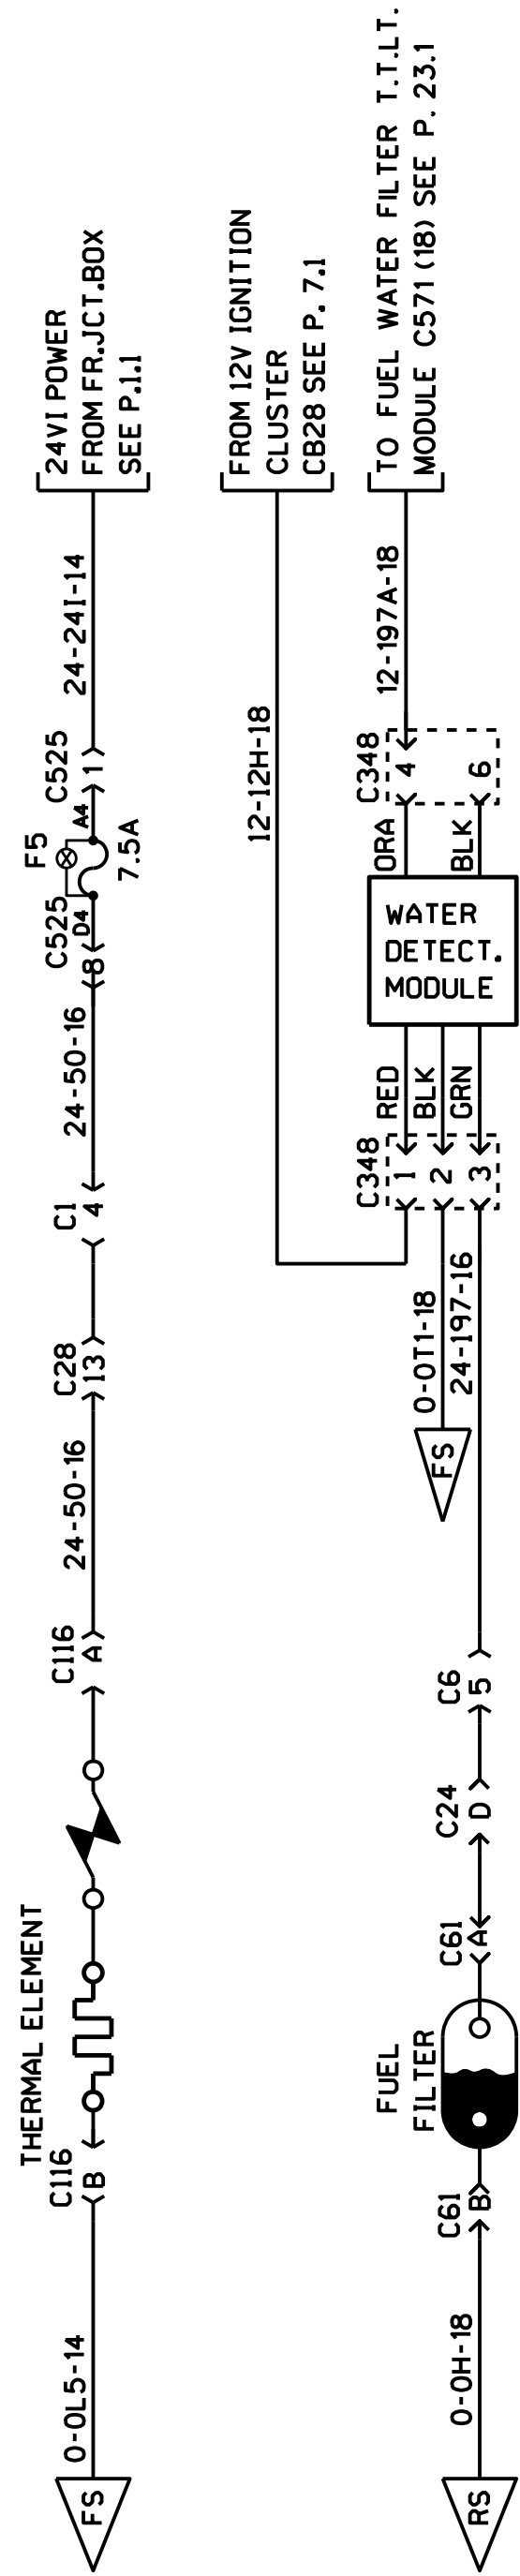 24VI POWER
FROM FR.JCT.BOX
SEE P.1.1
24-24I-14
C525
1
A4
F5
7.5A
C525
D4
8
24-50-16
C1
4
C28
13
24-50-16
C116
A
THERMAL ELEMENT
C116
B
0-0L5-14
FS
FROM 12V IGNITION
CLUSTER
CB28 SEE P. 7.1
12-12H-18
TO FUEL WATER FILTER T.T.LT.
MODULE C571 (18) SEE P. 23.1
12-197A-18
C348
4
6
ORA
BLK
WATER
DETECT.
MODULE
RED
BLK
GRN
C348
1
2
3
0-0T1-18
24-197-16
FS
C6
5
C24
D
C61
A
FUEL
FILTER
C61
B
0-0H-18
RS